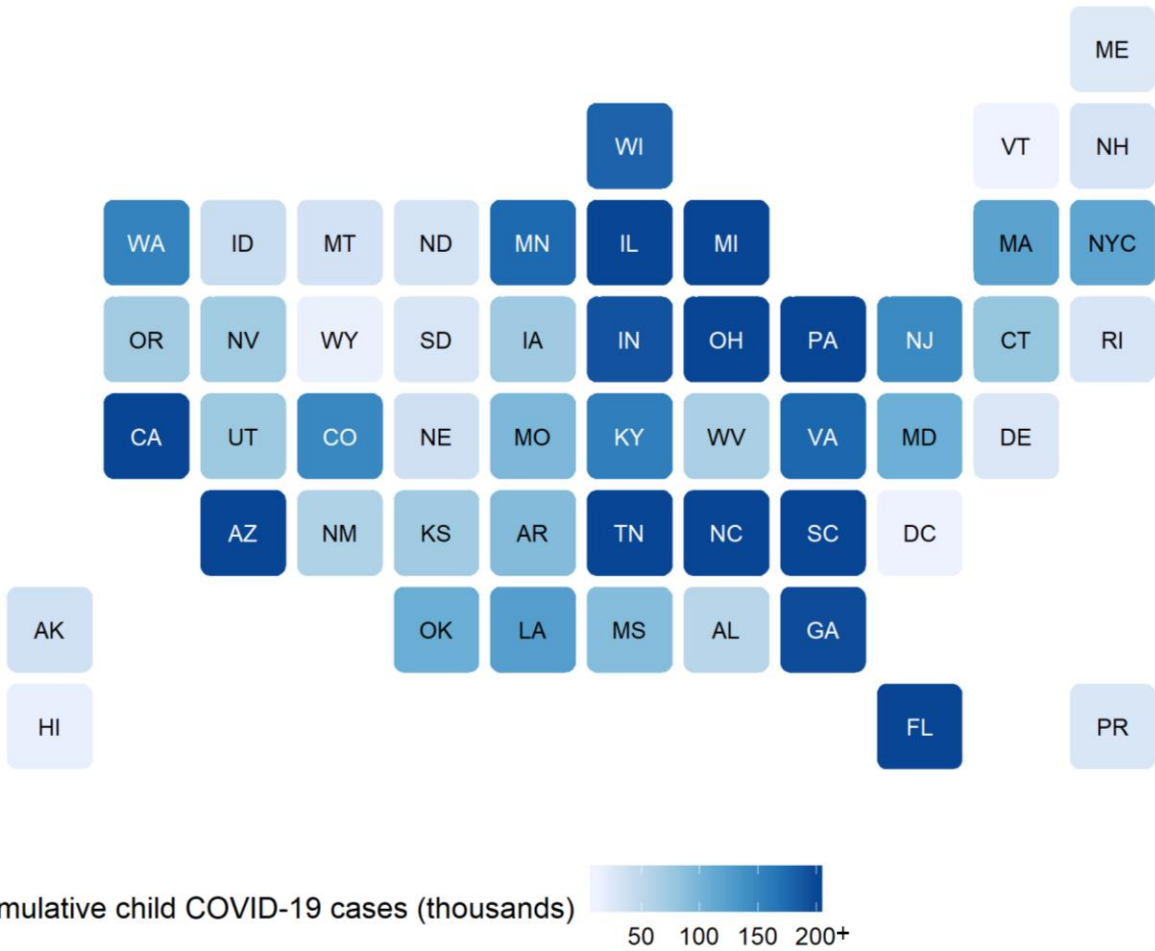 ME
WI VT NH
WA ID MT ND MN IL MI MA NYC
OR NV WY SD IA IN OH PA NJ CT RI
CA UT CO NE MO KY WV VA MD DE
AZ NM KS AR TN NC SC DC
AK OK LA MS AL GA
HI FL PR
mulative child COVID-19 cases (thousands)
50 100 150 200+